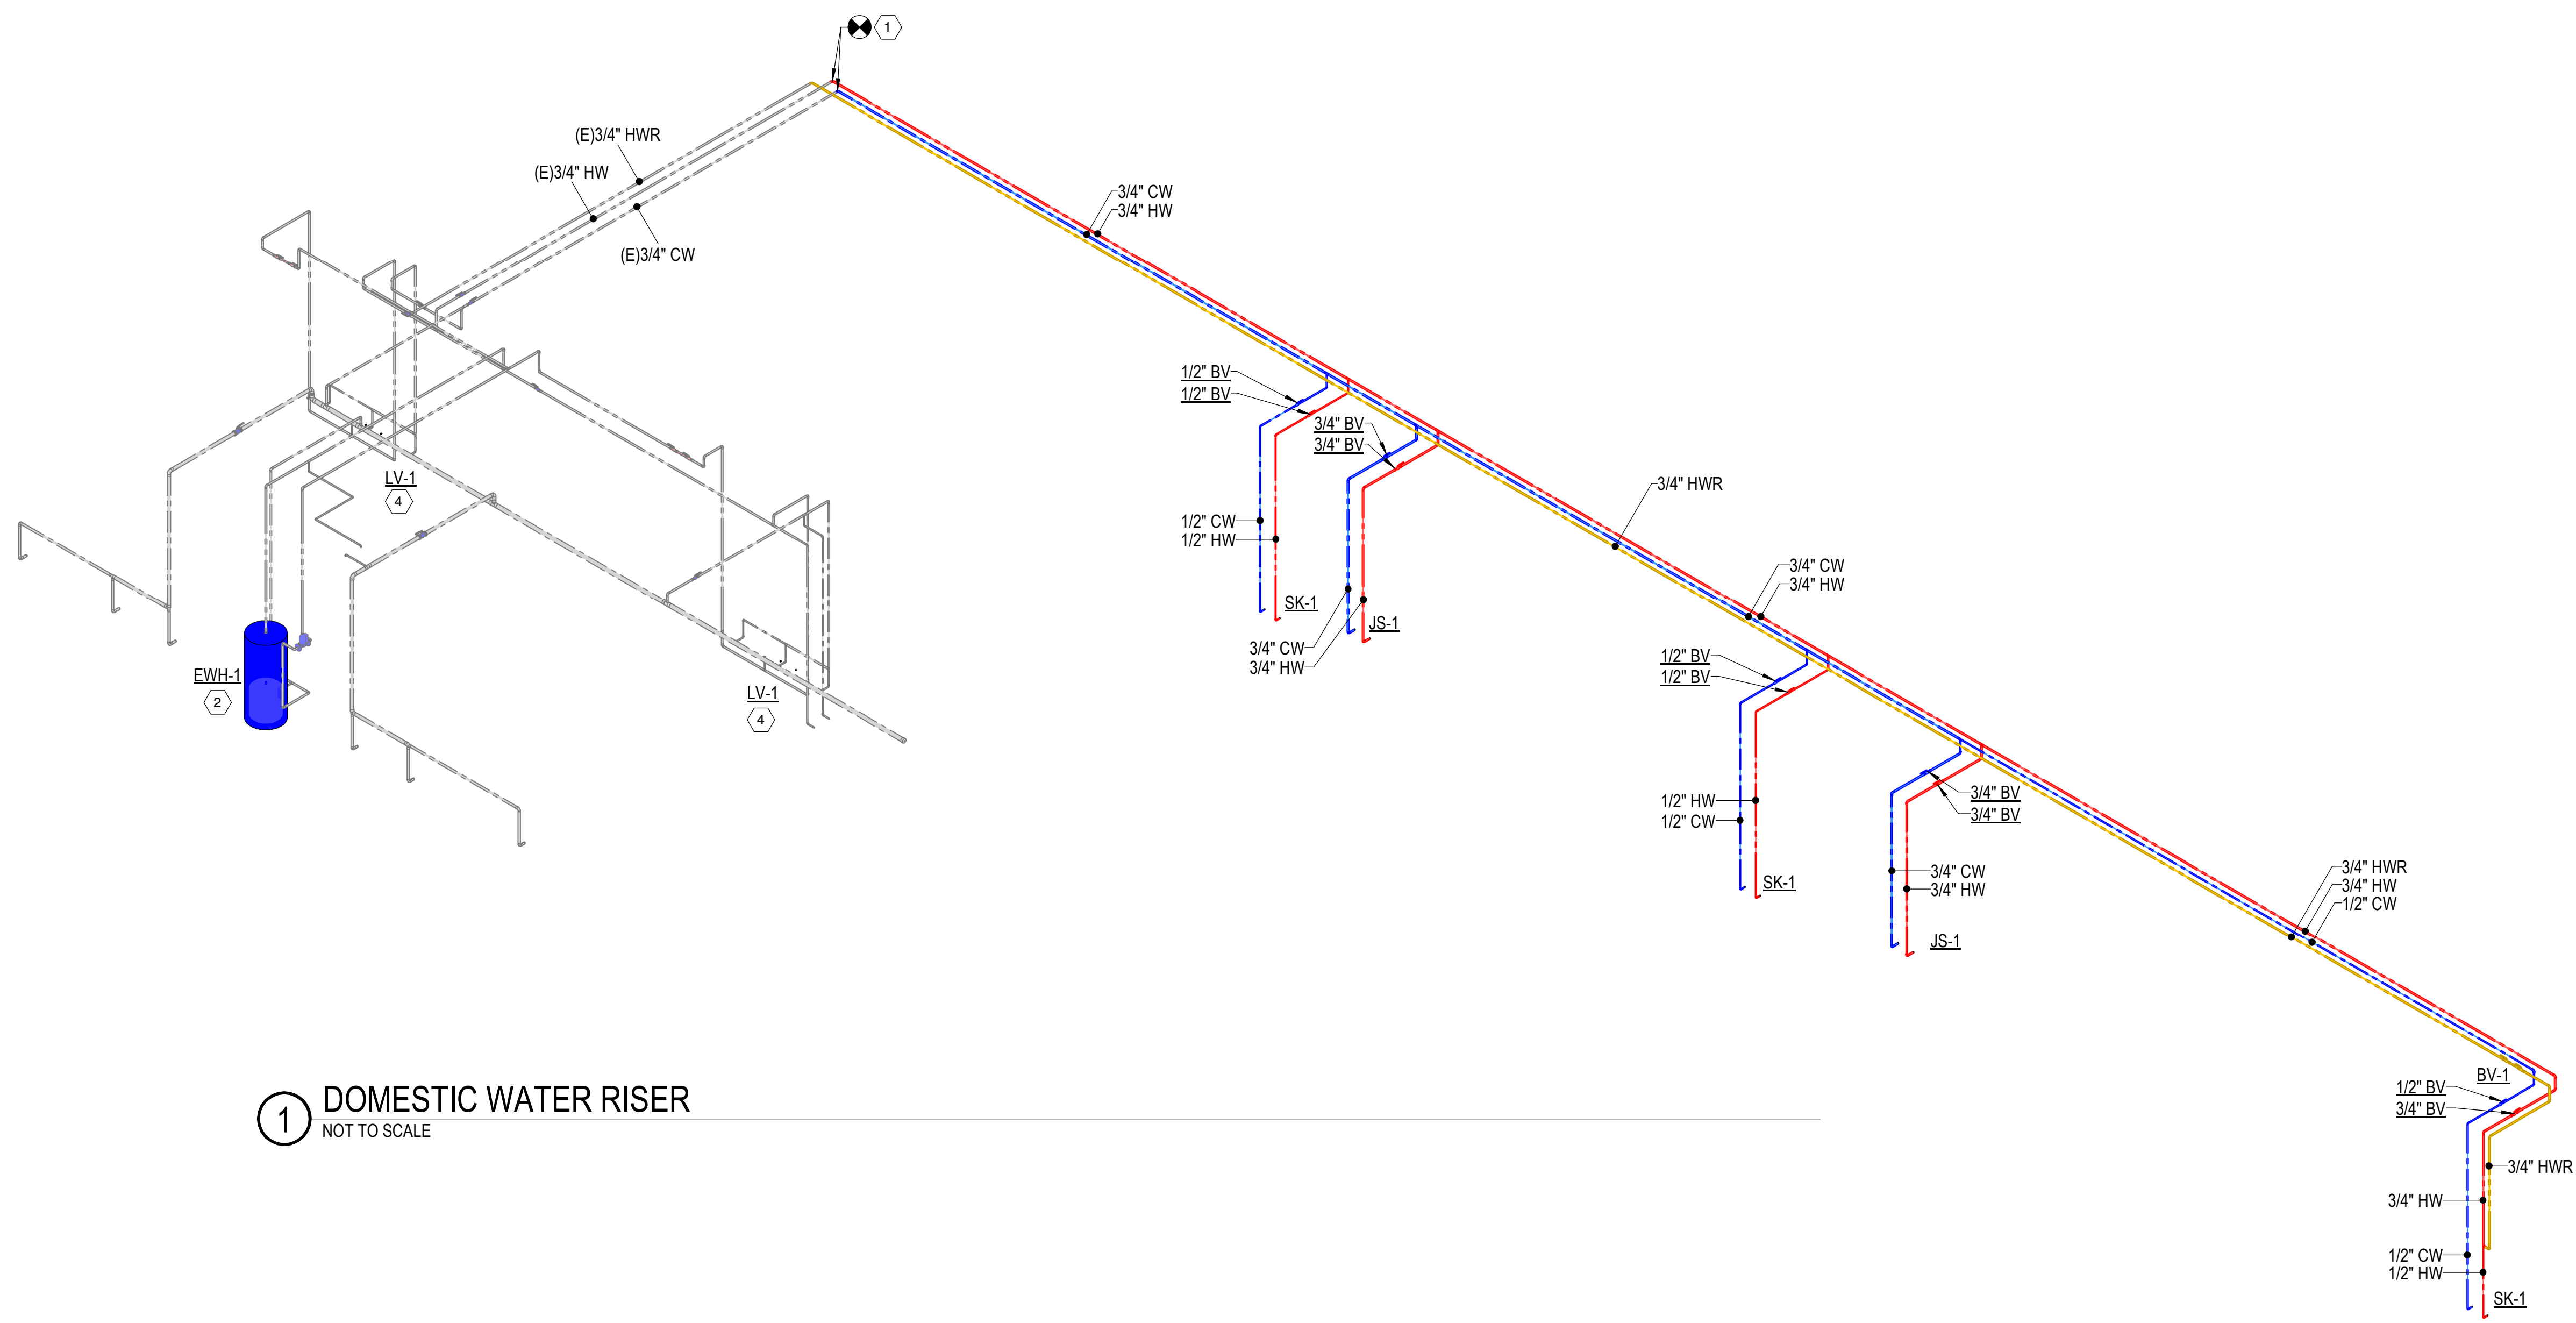 1
(E)3/4" HWR
(E)3/4" HW
(E)3/4" CW
3/4" CW
3/4" HW
1/2" BV
1/2" BV
3/4" BV
3/4" BV
LV-1
4
3/4" HWR
1/2" CW
1/2" HW
3/4" CW
3/4" HW
SK-1
JS-1
3/4" CW
3/4" HW
1/2" BV
1/2" BV
EWH-1
2
LV-1
4
3/4" BV
3/4" BV
1/2" HW
1/2" CW
3/4" CW
3/4" HW
SK-1
JS-1
3/4" HWR
3/4" HW
1/2" CW
BV-1
1/2" BV
3/4" BV
1
DOMESTIC WATER RISER
NOT TO SCALE
3/4" HWR
3/4" HW
1/2" CW
1/2" HW
SK-1